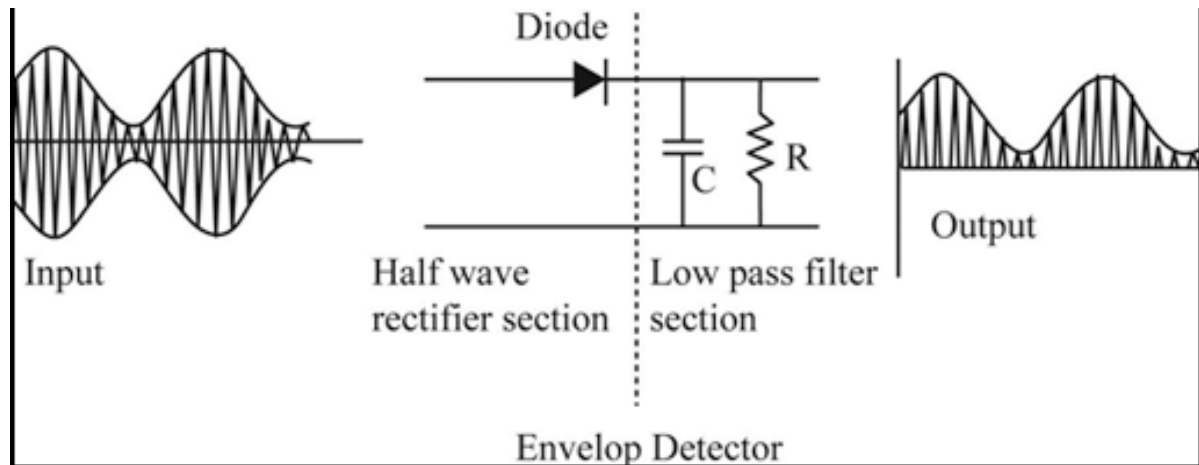 Diode
C
R
Input
Output
Half wave
rectifier section
Low pass filter
section
Envelop Detector